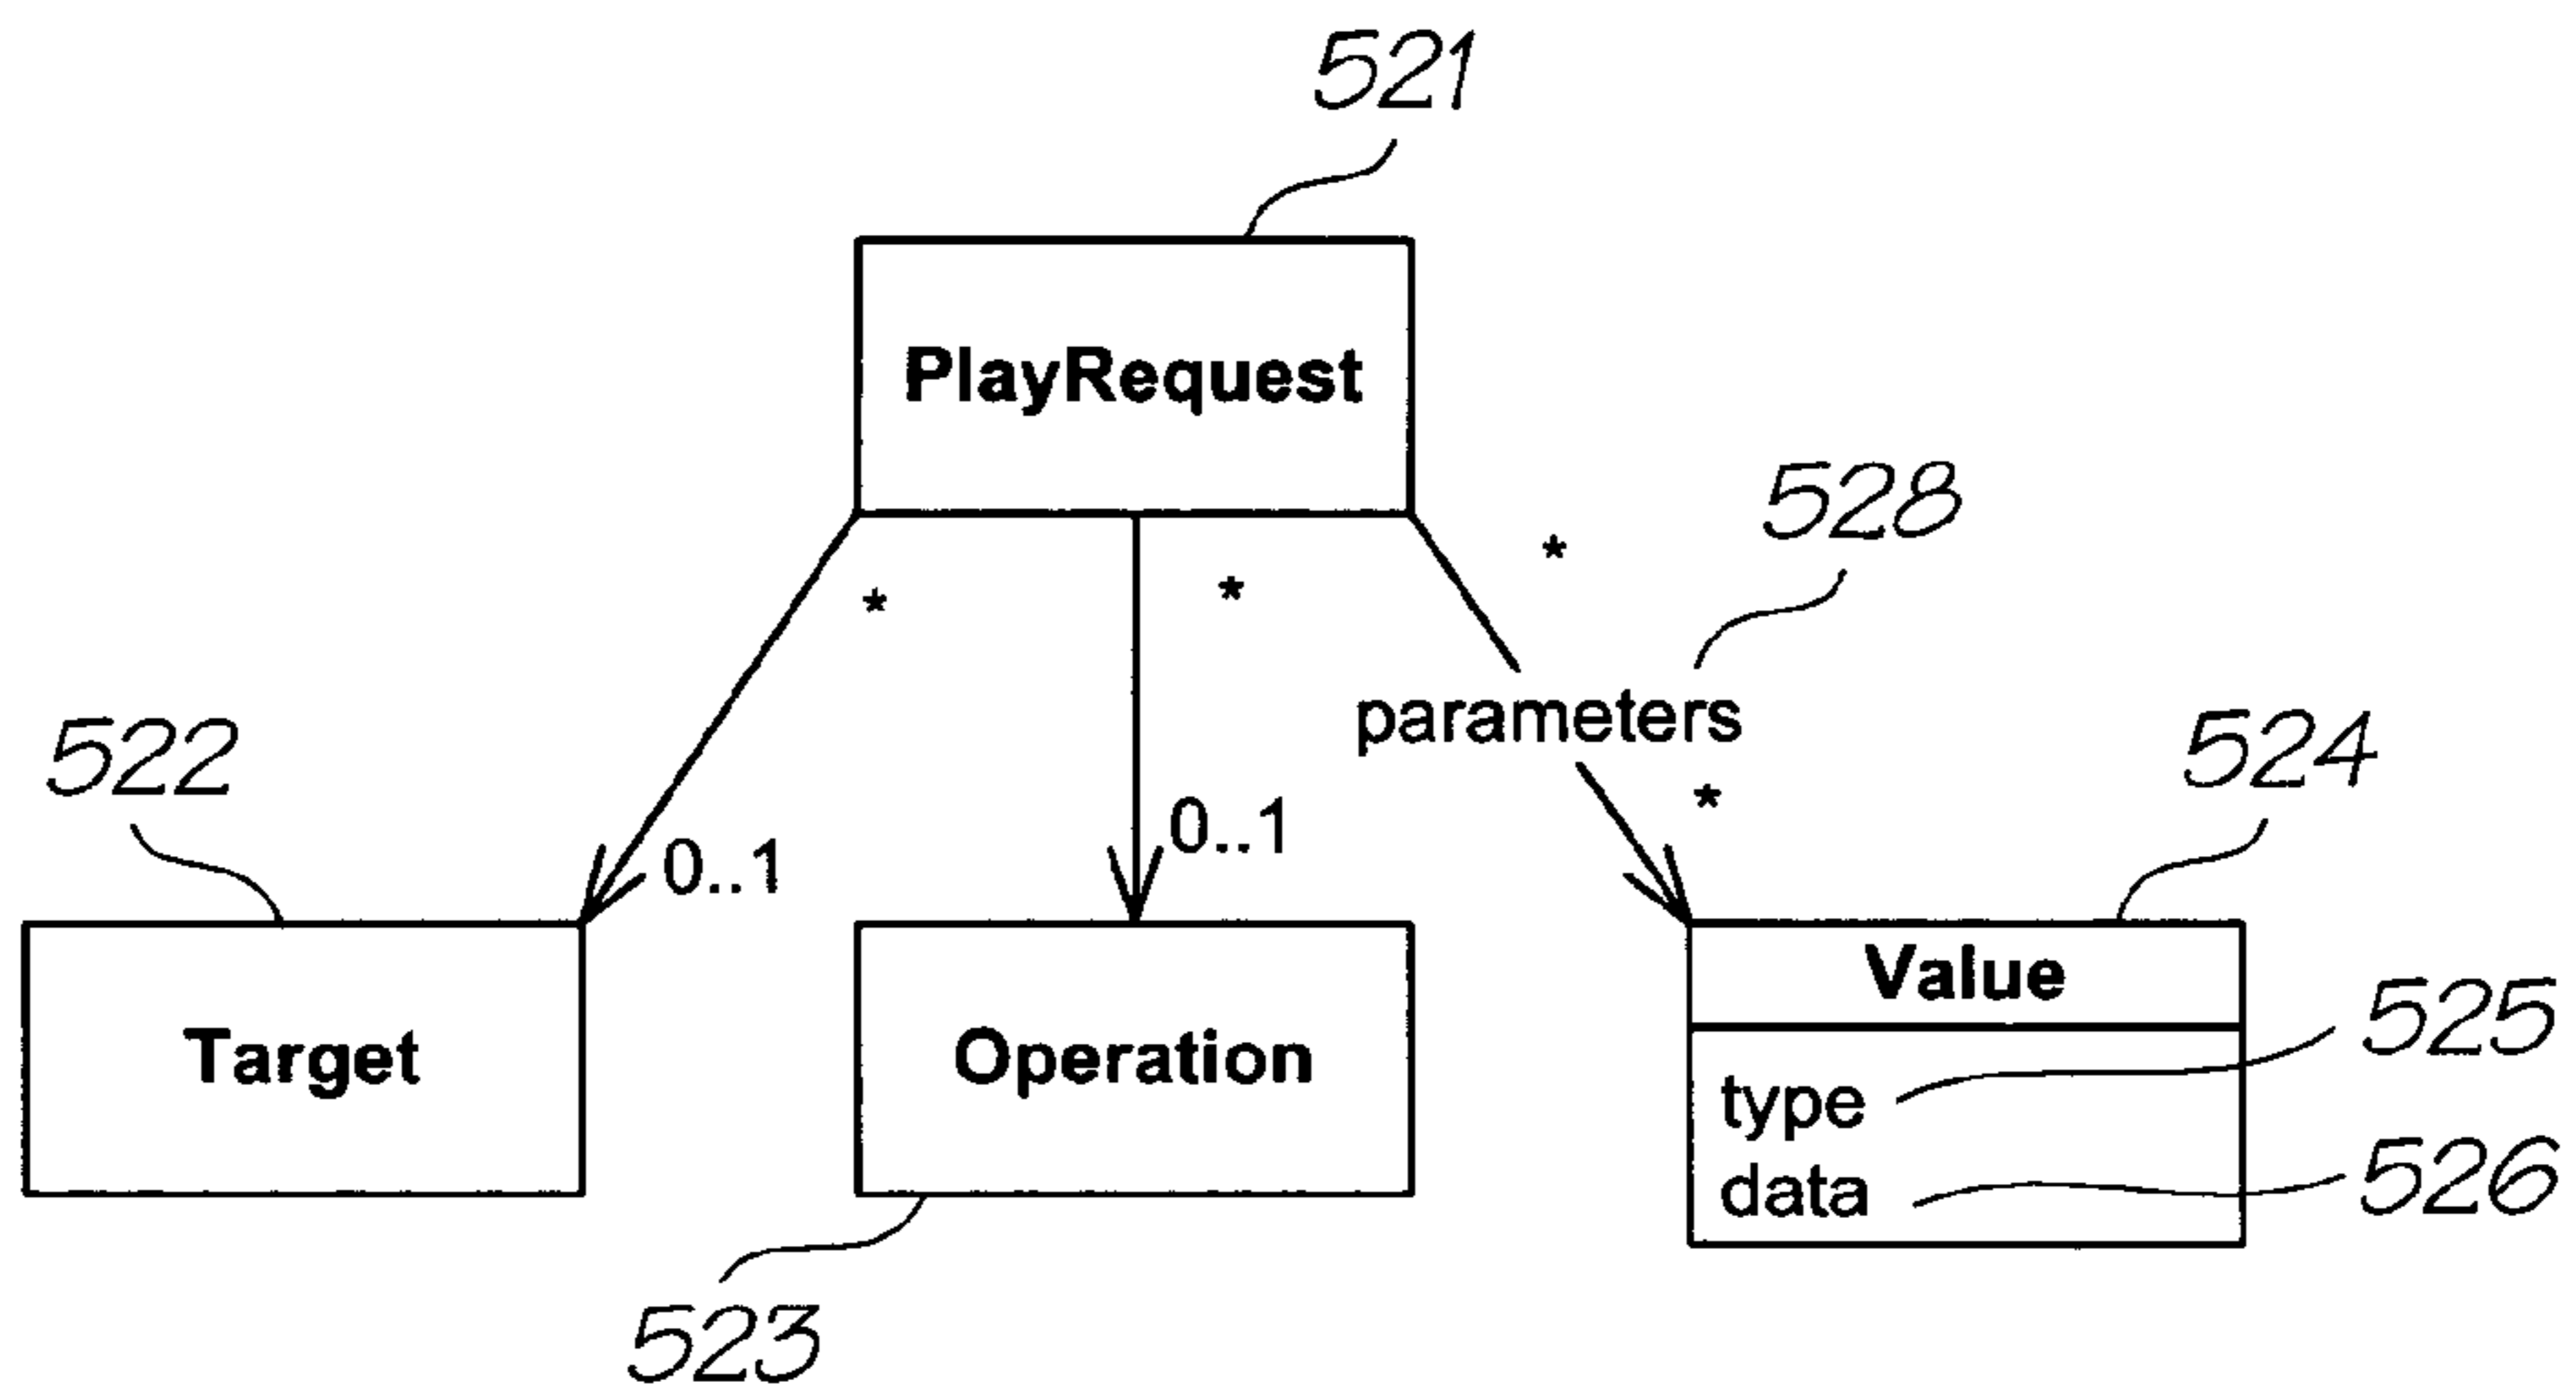 521
PlayRequest
528
* * *
parameters
522
524
*
0..1
0..1
Value
525
Target
Operation
type
data
526
523